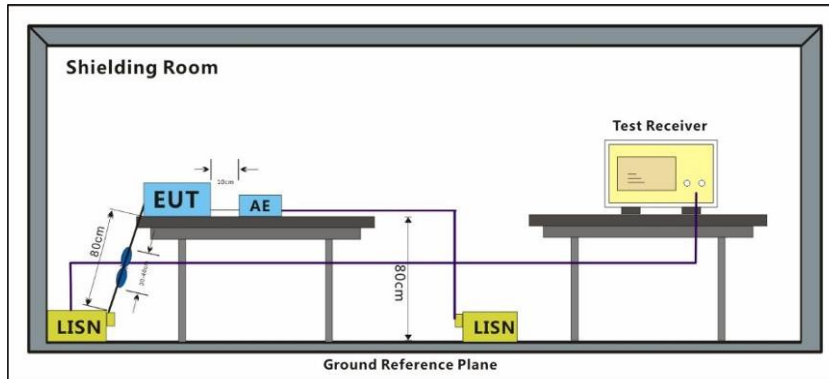 Shielding Room
Test Receiver
10cm
EUT
AE
80cm
80cm
LISN
LISN
Ground Reference Plane